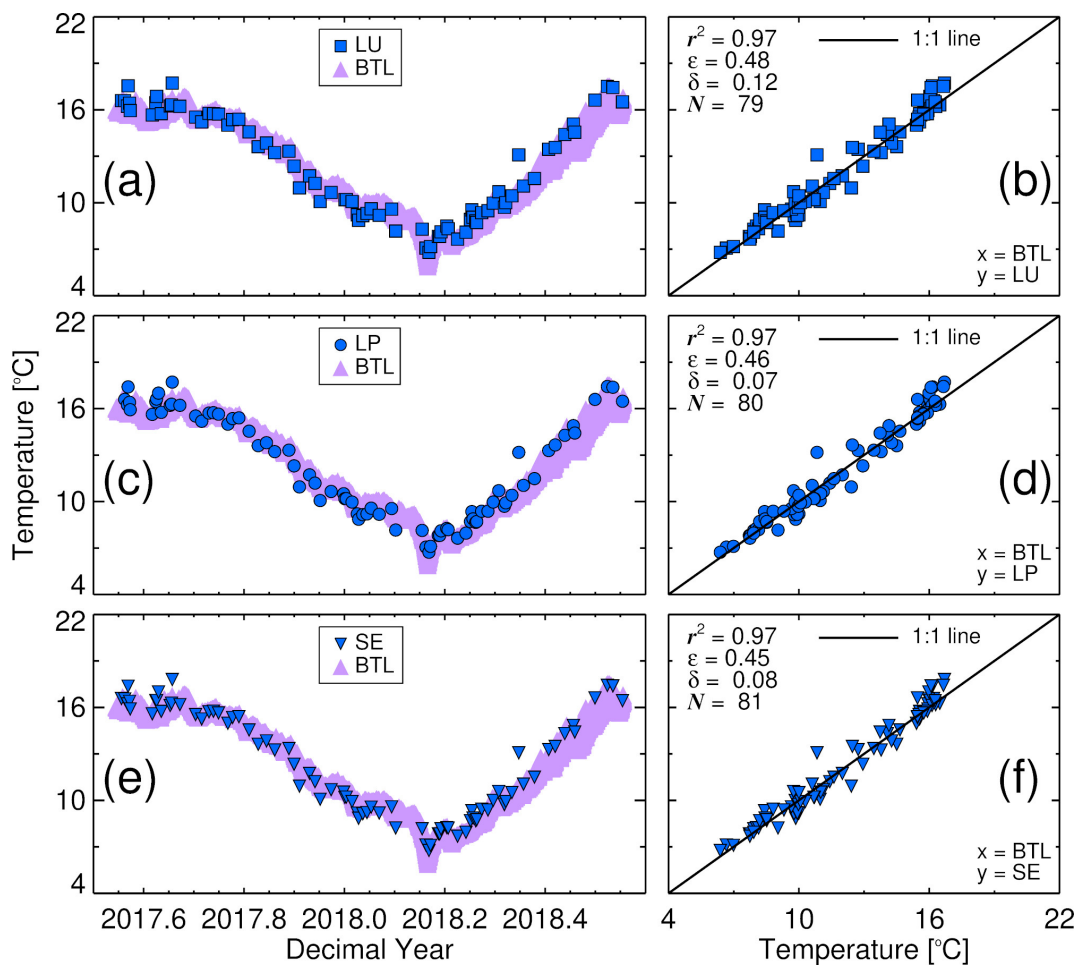 Temperature [°C]
22
16
10
4
LU
BTL
(a)
r² = 0.97
ε = 0.48
δ = 0.12
N = 79
1:1 line
(b)
x = BTL
y = LU
22
16
10
4
LP
BTL
(c)
r² = 0.97
ε = 0.46
δ = 0.07
N = 80
1:1 line
(d)
x = BTL
y = LP
22
16
10
4
SE
BTL
(e)
r² = 0.97
ε = 0.45
δ = 0.08
N = 81
1:1 line
(f)
x = BTL
y = SE
2017.6 2017.8 2018.0 2018.2 2018.4
Decimal Year
4 10 16 22
Temperature [°C]